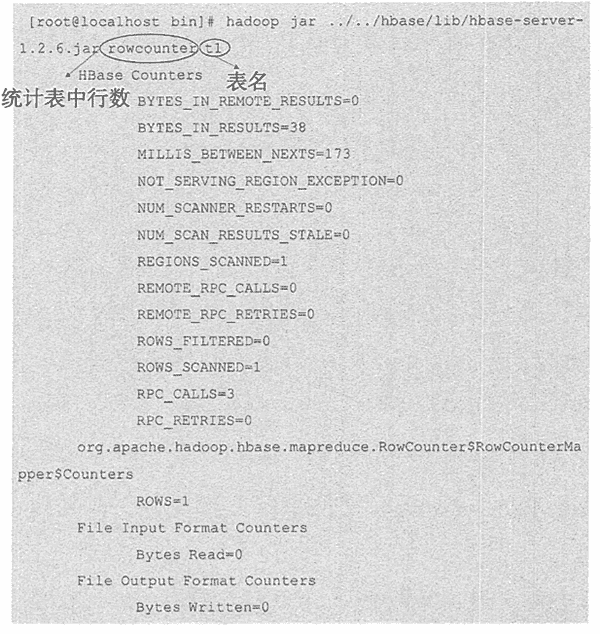 [root@localhost bin]# hadoop jar ../../hbase/lib/hbase-server-
1.2.6.jar rowcounter t1
HBase Counters
表名
统计表中行数
BYTES_IN_REMOTE_RESULTS=0
BYTES_IN_RESULTS=38
MILLIS_BETWEEN_NEXTS=173
NOT_SERVING_REGION_EXCEPTION=0
NUM_SCANNER_RESTARTS=0
NUM_SCAN_RESULTS_STALE=0
REGIONS_SCANNED=1
REMOTE_RPC_CALLS=0
REMOTE_RPC_RETRIES=0
ROWS_FILTERED=0
ROWS_SCANNED=1
RPC_CALLS=3
RPC_RETRIES=0
org.apache.hadoop.hbase.mapreduce.RowCounter$RowCounterMa
pper$Counters
ROWS=1
File Input Format Counters
Bytes Read=0
File Output Format Counters
Bytes Written=0